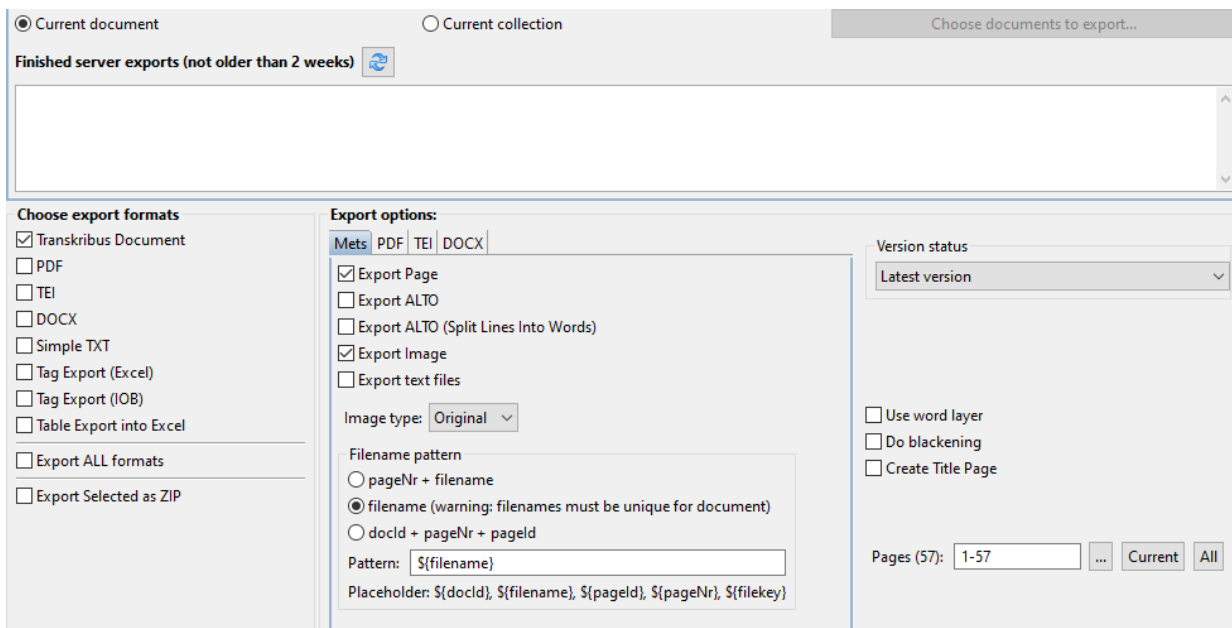 Current document
Current collection
Choose documents to export...
Finished server exports (not older than 2 weeks)
Choose export formats
Transkribus Document
PDF
TEI
DOCX
Simple TXT
Tag Export (Excel)
Tag Export (IOB)
Table Export into Excel
Export ALL formats
Export Selected as ZIP
Export options:
Mets PDF TEI DOCX
Export Page
Export ALTO
Export ALTO (Split Lines Into Words)
Export Image
Export text files
Image type: Original
Filename pattern
pageNr + filename
filename (warning: filenames must be unique for document)
docId + pageNr + pageId
Pattern: ${filename}
Placeholder: ${docId}, ${filename}, ${pageId}, ${pageNr}, ${filekey}
Version status
Latest version
Use word layer
Do blackening
Create Title Page
Pages (57): 1-57 ... Current All